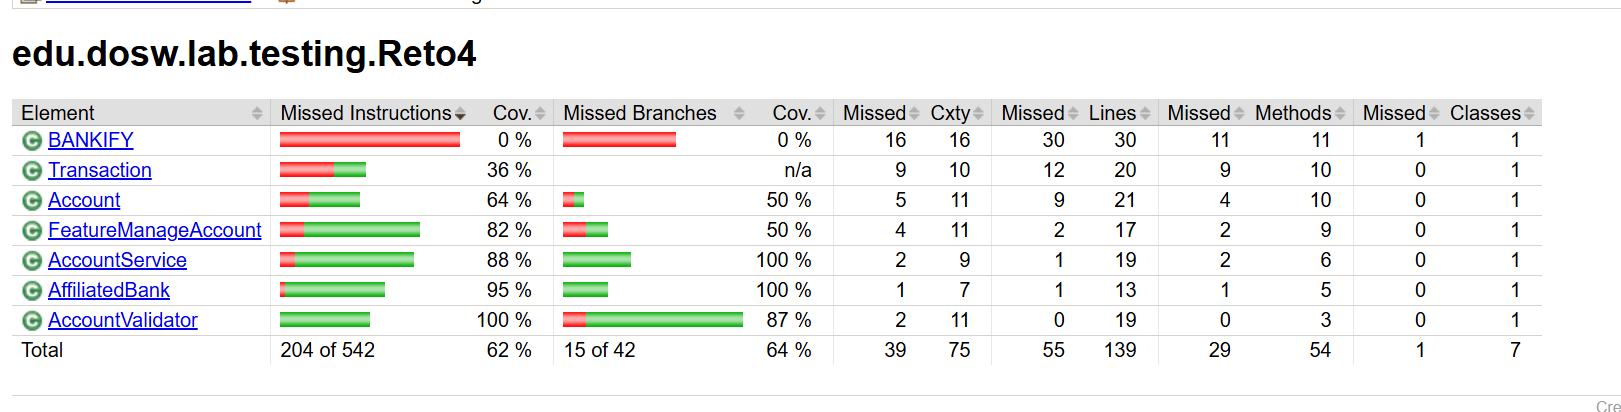 edu.dosw.lab.testing.Reto4
Element Missed Instructions Cov. Missed Branches Cov. Missed Cxty Missed Lines Missed Methods Missed Classes
BANKIFY 0 % 0 % 16 16 30 30 11 11 1 1
Transaction 36 % n/a 9 10 12 20 9 10 0 1
Account 64 % 50 % 5 11 9 21 4 10 0 1
FeatureManageAccount 82 % 50 % 4 11 2 17 2 9 0 1
AccountService 88 % 100 % 2 9 1 19 2 6 0 1
AffiliatedBank 95 % 100 % 1 7 1 13 1 5 0 1
AccountValidator 100 % 87 % 2 11 0 19 0 3 0 1
Total 204 of 542 62 % 15 of 42 64 % 39 75 55 139 29 54 1 7
Cre